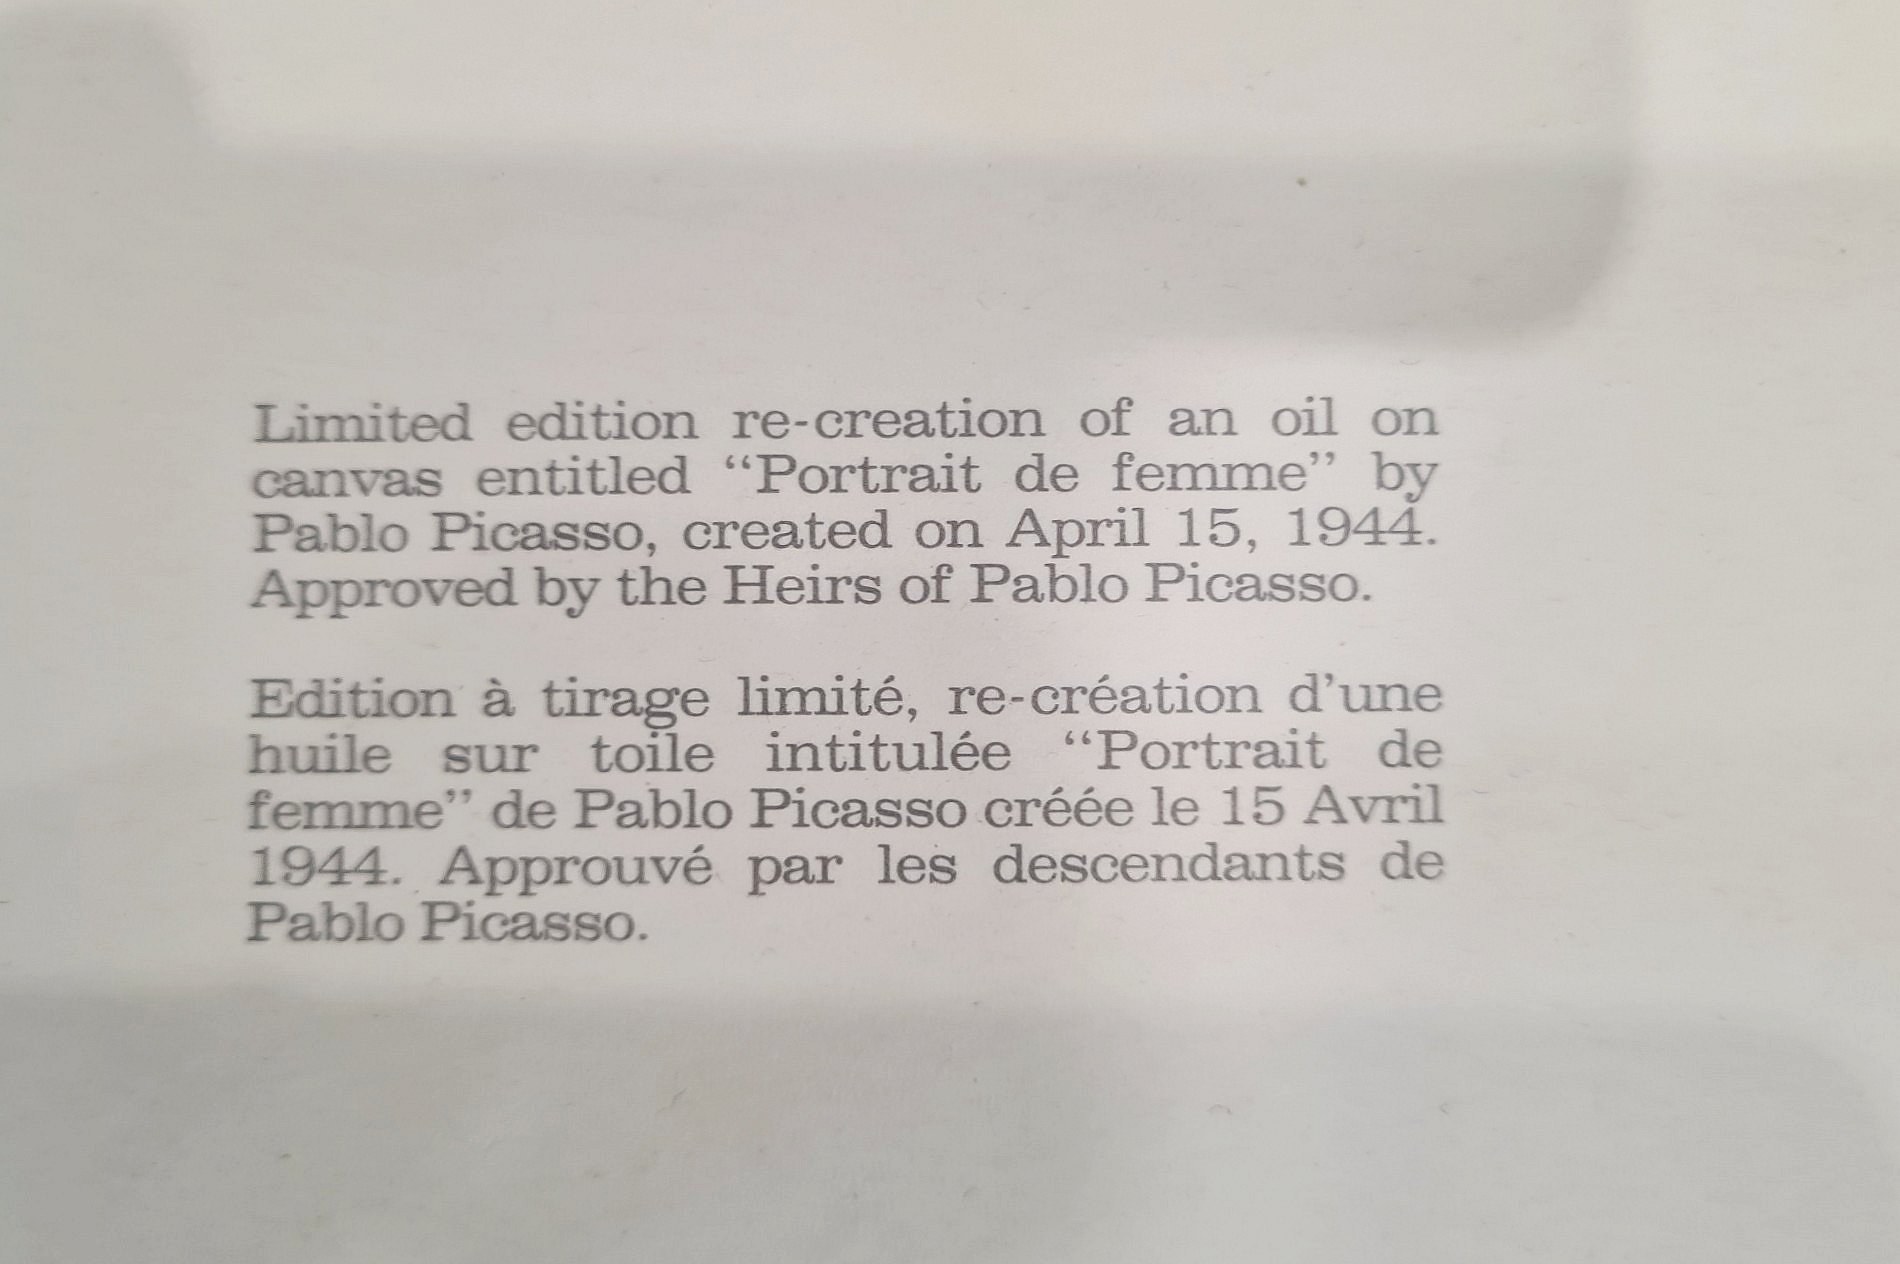 Limited edition re-creation of an oil on
canvas entitled “Portrait de femme” by
Pablo Picasso, created on April 15, 1944.
Approved by the Heirs of Pablo Picasso.
Edition à tirage limité, re-création d'une
huile sur toile intitulée “Portrait de
femme” de Pablo Picasso créée le 15 Avril
1944. Approuvé par les descendants de
Pablo Picasso.